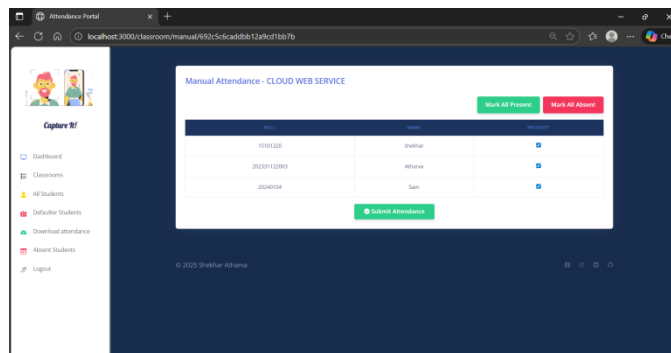 Attendance Portal
localhost:3000/classroom/manual/692c5c6caddbb12a9cd1bb7b
Cha
Capture It!
Dashboard
Classrooms
All Students
Defaulter Students
Download attendance
Absent Students
Logout
Manual Attendance - CLOUD WEB SERVICE
Mark All Present Mark All Absent
ROLL NAME PRESENT?
15101220 shekhar
202331122003 Atharva
20240104 Sam
Submit Attendance
© 2025 Shekhar Atharva